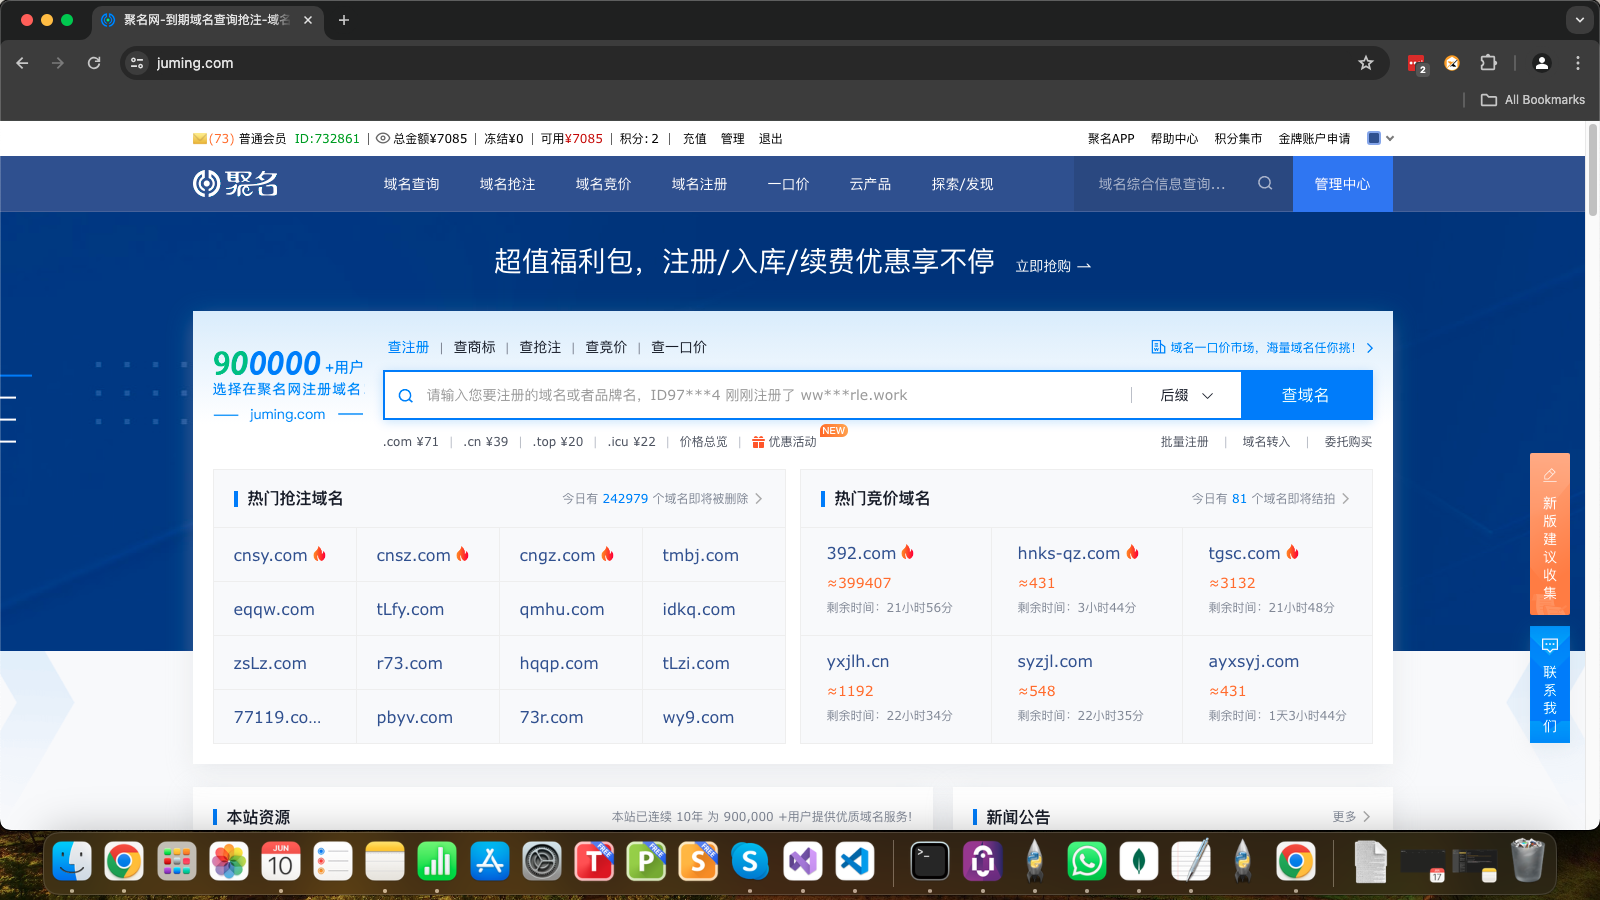 聚名网-到期域名查询抢注-域名
juming.com
2
All Bookmarks
(73) 普通会员 ID:732861 | 总金额¥7085 | 冻结¥0 | 可用¥7085 | 积分: 2 | 充值 管理 退出
聚名APP 帮助中心 积分集市 金牌账户申请
聚名 域名查询 域名抢注 域名竞价 域名注册 一口价 云产品 探索/发现 域名综合信息查询... 管理中心
超值福利包，注册/入库/续费优惠享不停 立即抢购
900000 +用户
选择在聚名网注册域名
juming.com
查注册 | 查商标 | 查抢注 | 查竞价 | 查一口价
域名一口价市场，海量域名任你挑！
请输入您要注册的域名或者品牌名，ID97***4 刚刚注册了 ww***rle.work 后缀 查域名
.com ¥71 | .cn ¥39 | .top ¥20 | .icu ¥22 | 价格总览 | 优惠活动 NEW
批量注册 | 域名转入 | 委托购买
热门抢注域名 今日有 242979 个域名即将被删除
cnsy.com cnsz.com cngz.com tmbj.com
eqqw.com tLfy.com qmhu.com idkq.com
zsLz.com r73.com hqqp.com tLzi.com
77119.co... pbyv.com 73r.com wy9.com
热门竞价域名 今日有 81 个域名即将结拍
392.com hnks-qz.com tgsc.com
≈399407 ≈431 ≈3132
剩余时间：21小时56分 剩余时间：3小时44分 剩余时间：21小时48分
yxjlh.cn syzjl.com ayxsyj.com
≈1192 ≈548 ≈431
剩余时间：22小时34分 剩余时间：22小时35分 剩余时间：1天3小时44分
新版建议收集
联系我们
本站资源 本站已连续 10年 为 900,000 +用户提供优质域名服务!
新闻公告 更多
JUN
10
T FREE
P FREE
S FREE
17